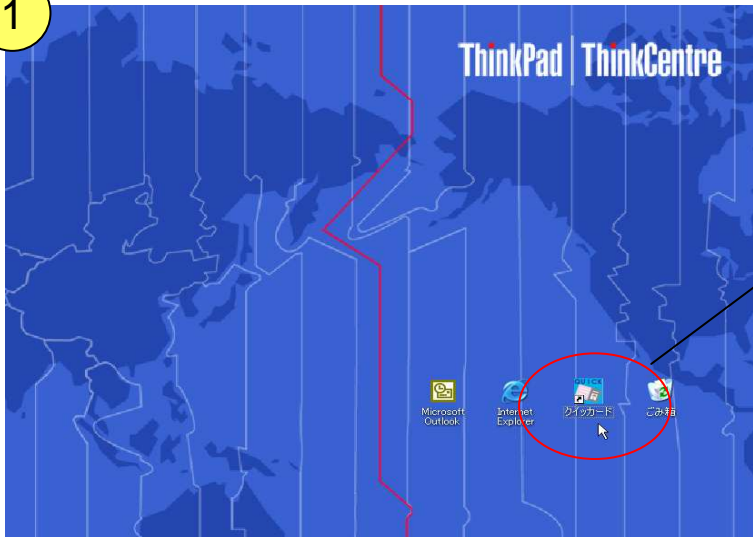 1
ThinkPad | ThinkCentre
QUICK
Microsoft Outlook
Internet Explorer
クイッカード
ごみ箱